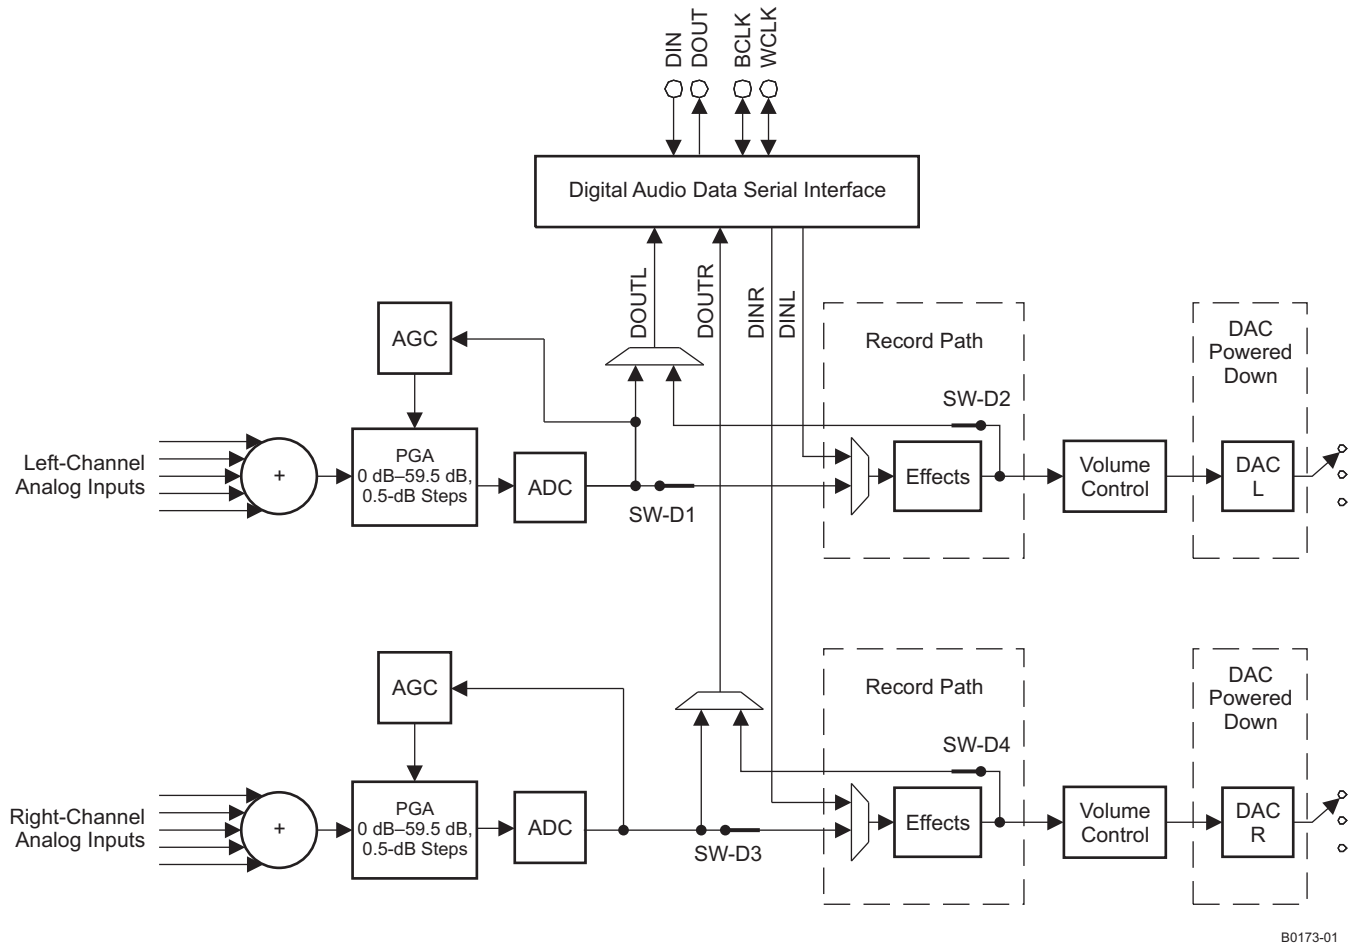 DIN
DOUT
BCLK
WCLK
Digital Audio Data Serial Interface
DOUTL
DOUTR
DINR
DINL
AGC
Record Path
DAC
Powered
Down
SW-D2
Left-Channel
Analog Inputs
+
PGA
0 dB–59.5 dB,
0.5-dB Steps
ADC
SW-D1
Effects
Volume
Control
DAC
L
AGC
Record Path
DAC
Powered
Down
SW-D4
Right-Channel
Analog Inputs
+
PGA
0 dB–59.5 dB,
0.5-dB Steps
ADC
SW-D3
Effects
Volume
Control
DAC
R
B0173-01